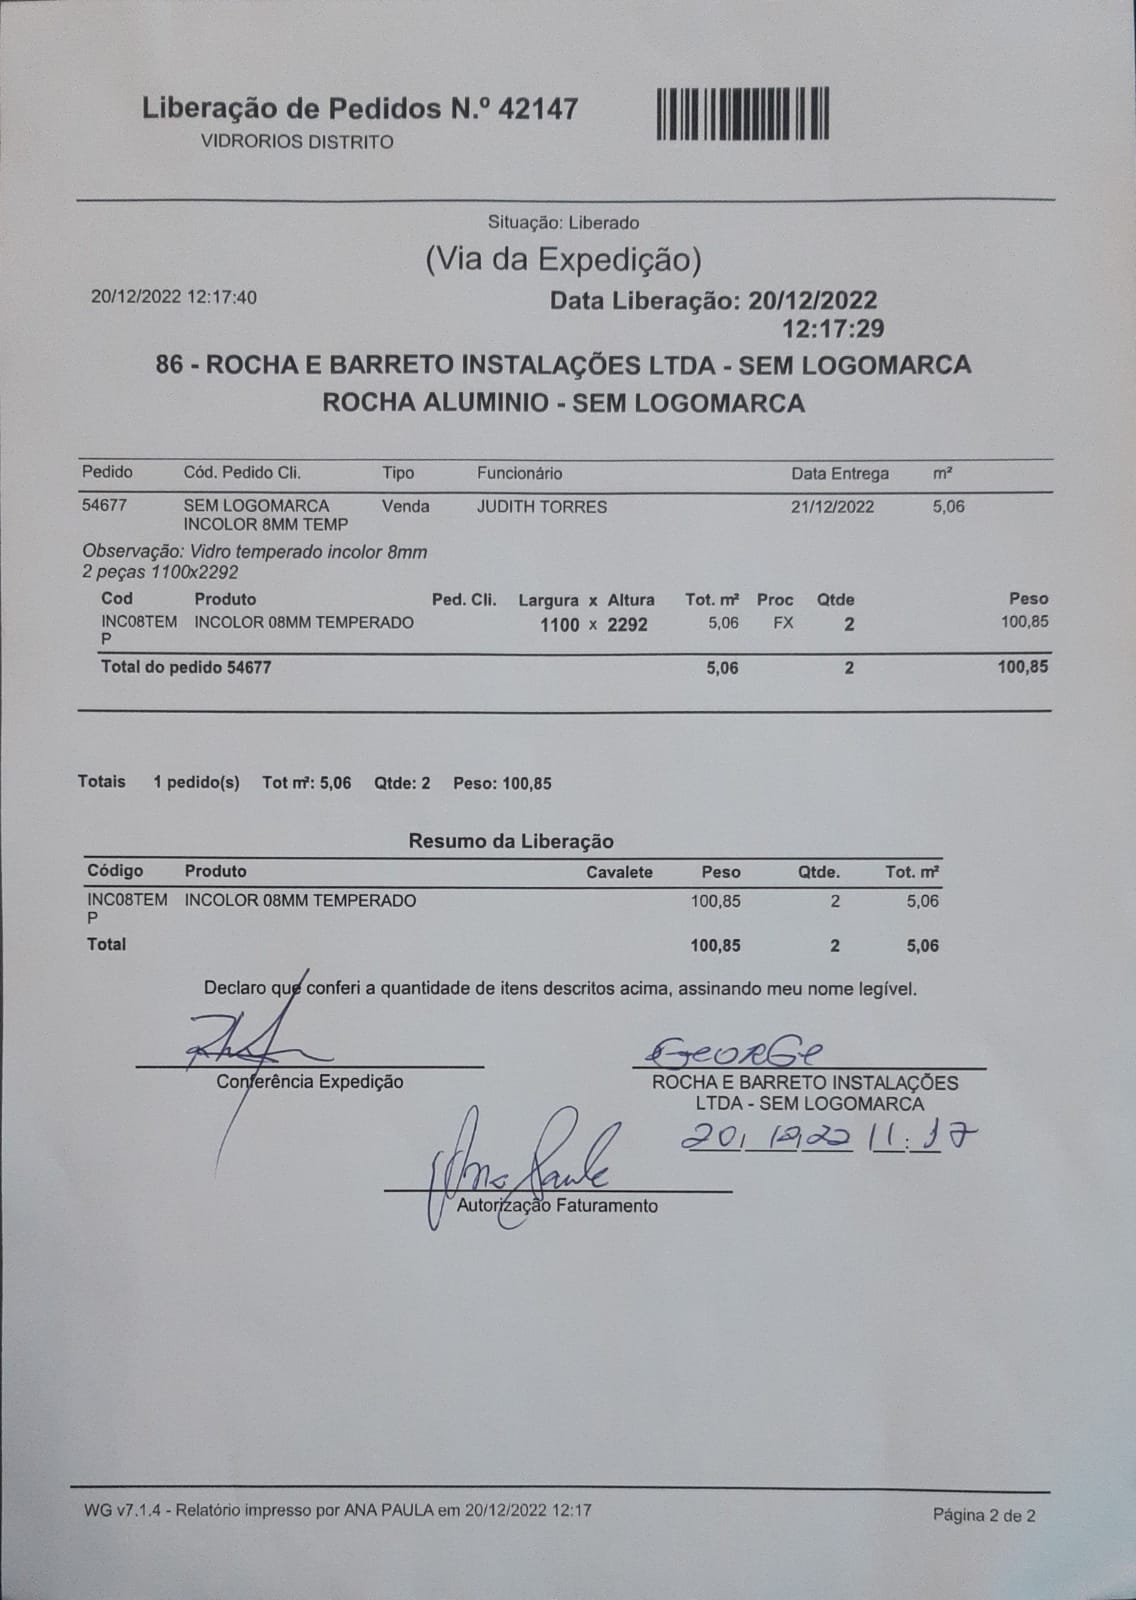 Liberação de Pedidos N.º 42147
VIDRORIOS DISTRITO
Situação: Liberado
(Via da Expedição)
20/12/2022 12:17:40 Data Liberação: 20/12/2022
12:17:29
86 - ROCHA E BARRETO INSTALAÇÕES LTDA - SEM LOGOMARCA
ROCHA ALUMINIO - SEM LOGOMARCA
Pedido Cód. Pedido Cli. Tipo Funcionário Data Entrega m²
54677 SEM LOGOMARCA Venda JUDITH TORRES 21/12/2022 5,06
INCOLOR 8MM TEMP
Observação: Vidro temperado incolor 8mm
2 peças 1100x2292
Cod Produto Ped. Cli. Largura x Altura Tot. m² Proc Qtde Peso
INC08TEM INCOLOR 08MM TEMPERADO 1100 x 2292 5,06 FX 2 100,85
P
Total do pedido 54677 5,06 2 100,85
Totais 1 pedido(s) Tot m²: 5,06 Qtde: 2 Peso: 100,85
Resumo da Liberação
Código Produto Cavalete Peso Qtde. Tot. m²
INC08TEM INCOLOR 08MM TEMPERADO 100,85 2 5,06
P
Total 100,85 2 5,06
Declaro que conferi a quantidade de itens descritos acima, assinando meu nome legível.
GEORGe
Conferência Expedição ROCHA E BARRETO INSTALAÇÕES
LTDA - SEM LOGOMARCA
20, 12,22 11:17
Ana Paula
Autorização Faturamento
WG v7.1.4 - Relatório impresso por ANA PAULA em 20/12/2022 12:17 Página 2 de 2